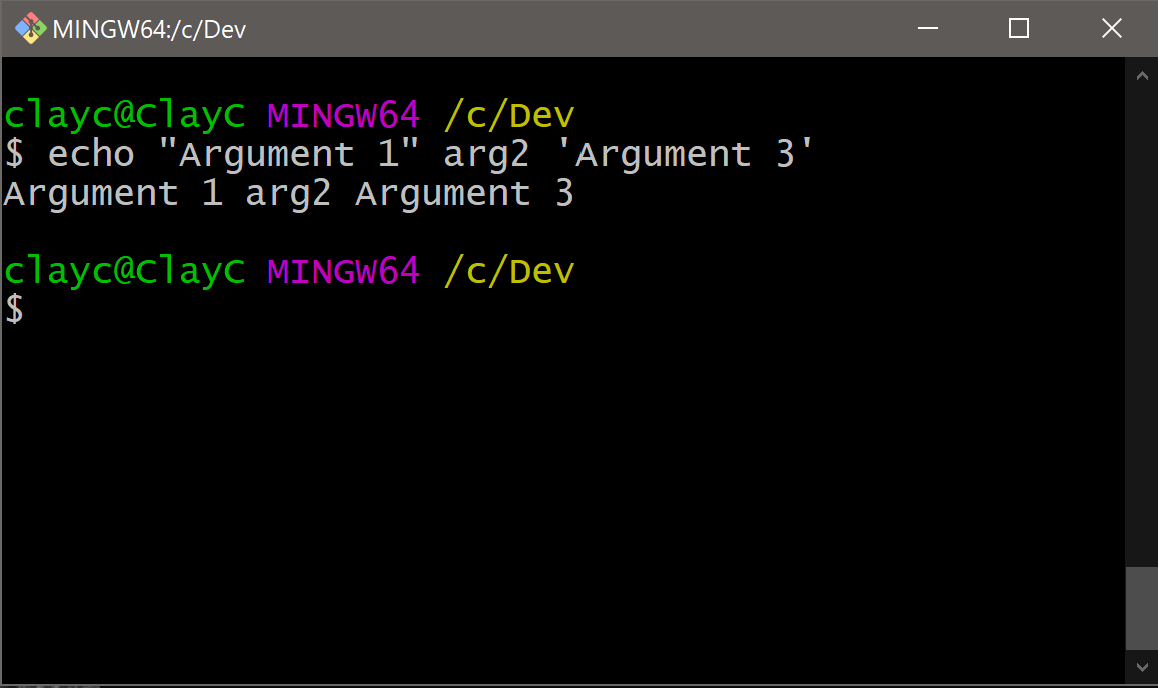 MINGW64:/c/Dev
clayc@ClayC MINGW64 /c/Dev
$ echo "Argument 1" arg2 'Argument 3'
Argument 1 arg2 Argument 3
clayc@ClayC MINGW64 /c/Dev
$